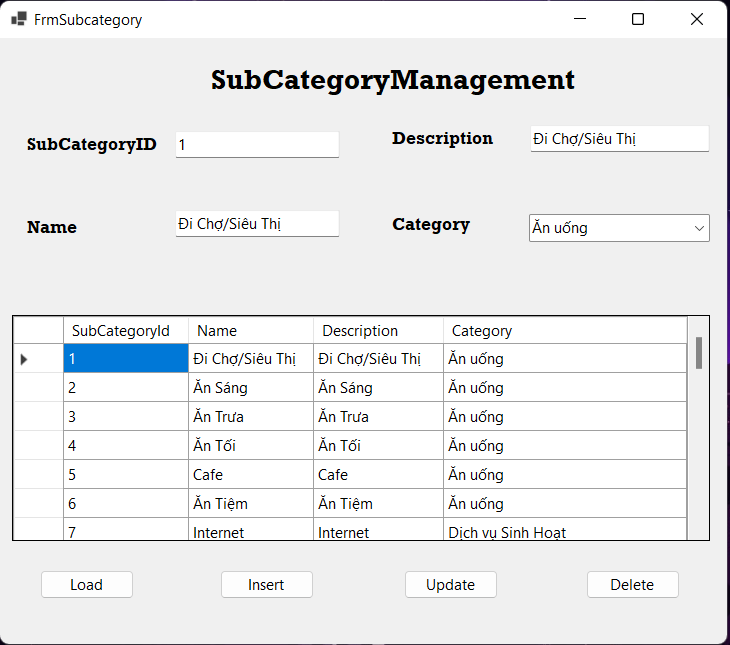 FrmSubcategory
SubCategoryManagement
SubCategoryID 1 Description Đi Chợ/Siêu Thị
Name Đi Chợ/Siêu Thị Category Ăn uống
SubCategoryId Name Description Category
1 Đi Chợ/Siêu Thị Đi Chợ/Siêu Thị Ăn uống
2 Ăn Sáng Ăn Sáng Ăn uống
3 Ăn Trưa Ăn Trưa Ăn uống
4 Ăn Tối Ăn Tối Ăn uống
5 Cafe Cafe Ăn uống
6 Ăn Tiệm Ăn Tiệm Ăn uống
7 Internet Internet Dịch vụ Sinh Hoạt
Load Insert Update Delete